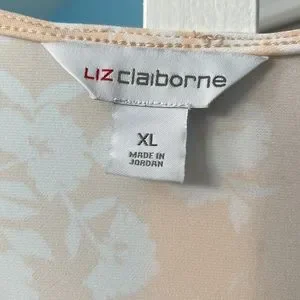 LIZ claiborne
XL
MADE IN
JORDAN